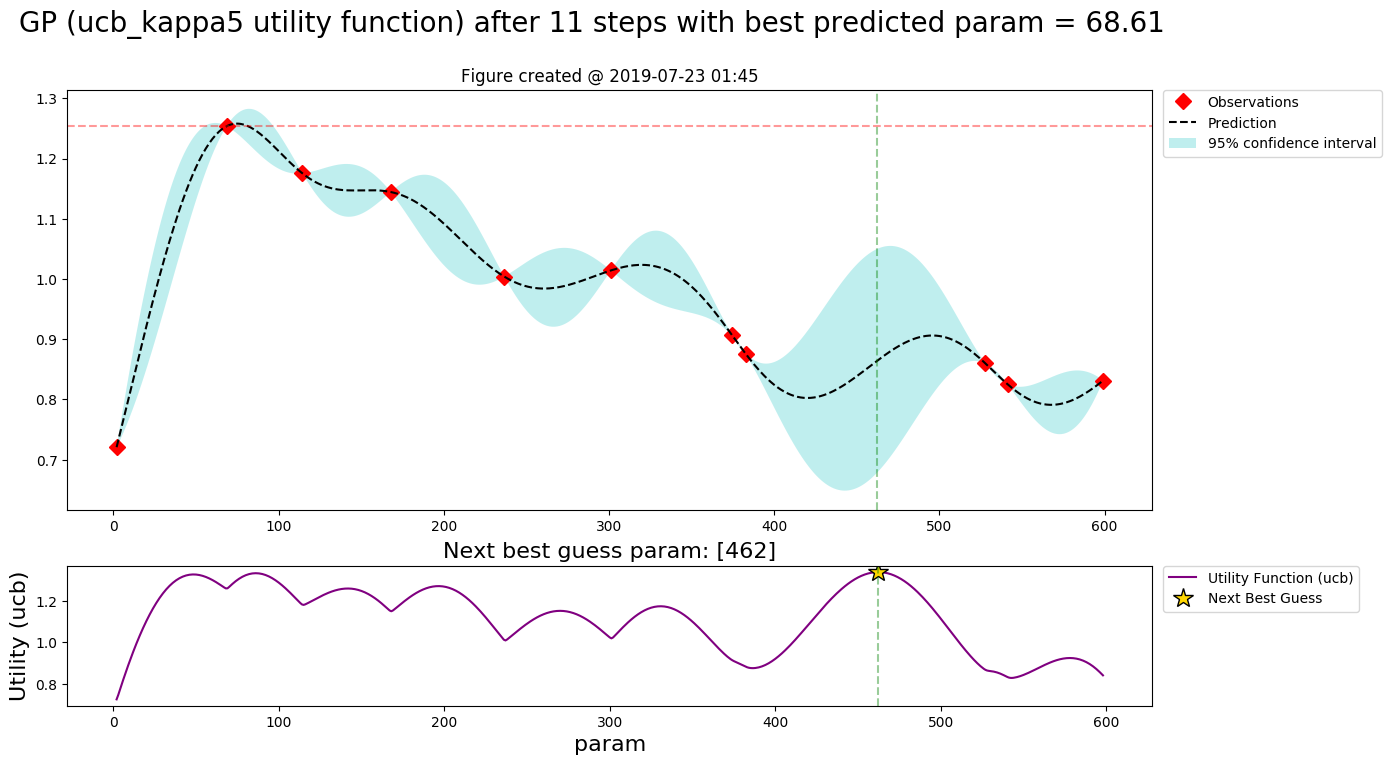 GP (ucb_kappa5 utility function) after 11 steps with best predicted param = 68.61
Figure created @ 2019-07-23 01:45
1.3
1.2
1.1
1.0
0.9
0.8
0.7
0 100 200 300 400 500 600
Observations
Prediction
95% confidence interval
Next best guess param: [462]
Utility (ucb)
1.2
1.0
0.8
0 100 200 300 400 500 600
param
Utility Function (ucb)
Next Best Guess